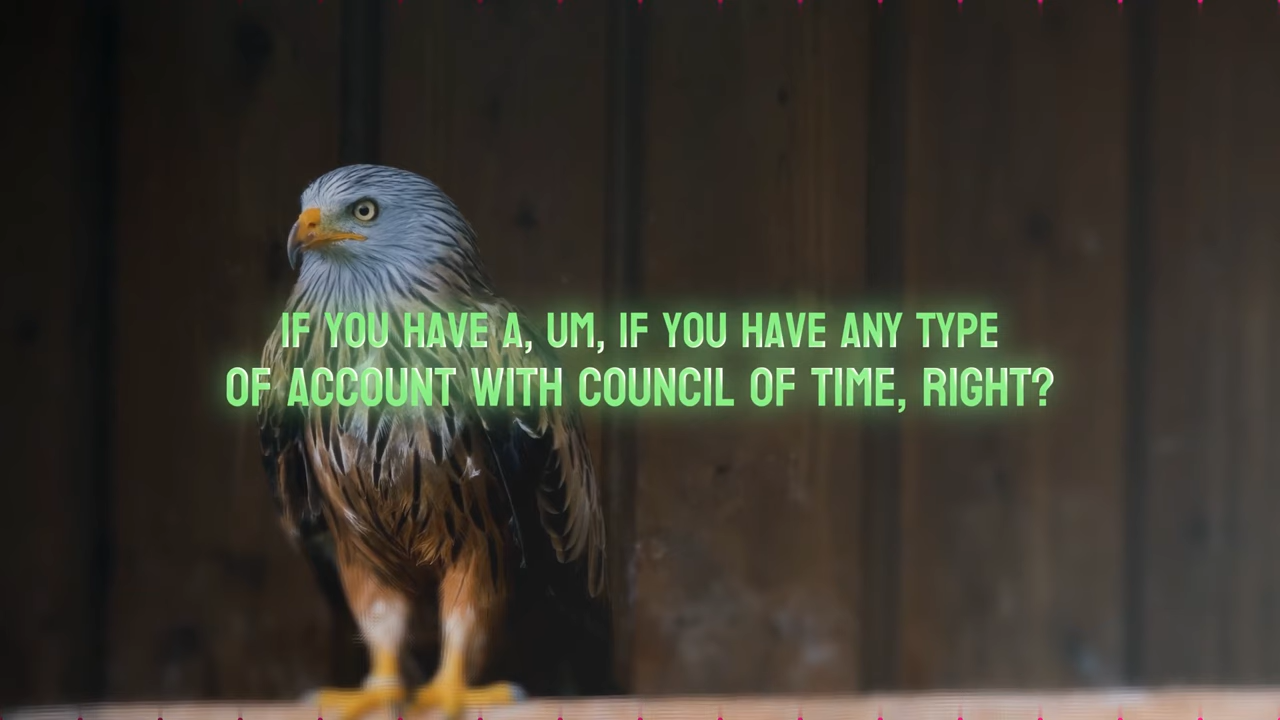 IF YOU HAVE A, UM, IF YOU HAVE ANY TYPE
OF ACCOUNT WITH COUNCIL OF TIME, RIGHT?